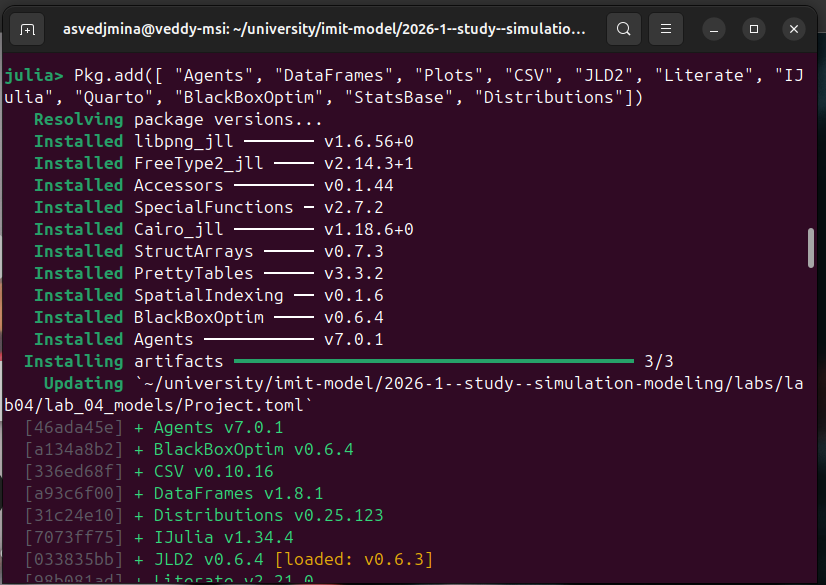 asvedjmina@veddy-msi: ~/university/imit-model/2026-1--study--simulatio...
julia> Pkg.add([ "Agents", "DataFrames", "Plots", "CSV", "JLD2", "Literate", "IJ
ulia", "Quarto", "BlackBoxOptim", "StatsBase", "Distributions"])
Resolving package versions...
Installed libpng_jll ─────── v1.6.56+0
Installed FreeType2_jll ──── v2.14.3+1
Installed Accessors ──────── v0.1.44
Installed SpecialFunctions ─ v2.7.2
Installed Cairo_jll ──────── v1.18.6+0
Installed StructArrays ───── v0.7.3
Installed PrettyTables ───── v3.3.2
Installed SpatialIndexing ── v0.1.6
Installed BlackBoxOptim ──── v0.6.4
Installed Agents ─────────── v7.0.1
Installing artifacts ━━━━━━━━━━━━━━━━━━━━━━━━━━━━━━━━━━━━━━━━ 3/3
Updating `~/university/imit-model/2026-1--study--simulation-modeling/labs/la
b04/lab_04_models/Project.toml`
[46ada45e] + Agents v7.0.1
[a134a8b2] + BlackBoxOptim v0.6.4
[336ed68f] + CSV v0.10.16
[a93c6f00] + DataFrames v1.8.1
[31c24e10] + Distributions v0.25.123
[7073ff75] + IJulia v1.34.4
[033835bb] + JLD2 v0.6.4 [loaded: v0.6.3]
[98b081ad] + Literate v2.21.0